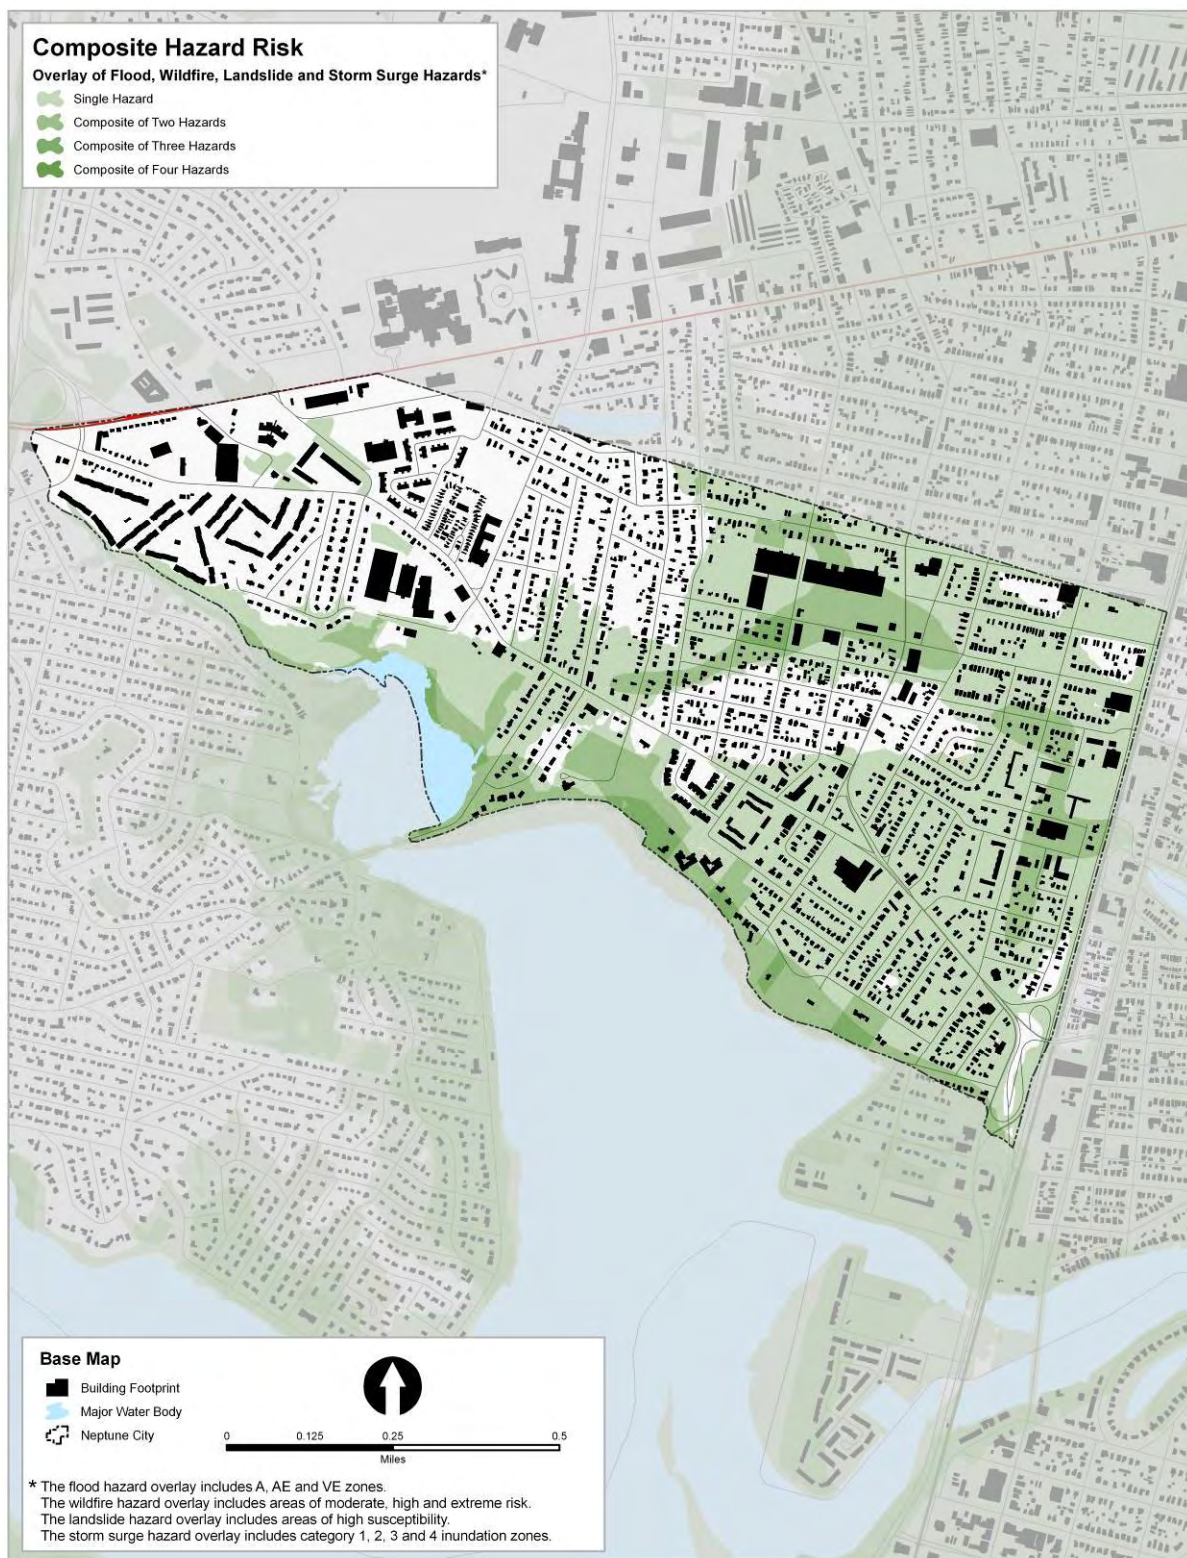 Composite Hazard Risk
Overlay of Flood, Wildfire, Landslide and Storm Surge Hazards*
Single Hazard
Composite of Two Hazards
Composite of Three Hazards
Composite of Four Hazards
Base Map
Building Footprint
Major Water Body
Neptune City
0 0.125 0.25 0.5
Miles
* The flood hazard overlay includes A, AE and VE zones.
The wildfire hazard overlay includes areas of moderate, high and extreme risk.
The landslide hazard overlay includes areas of high susceptibility.
The storm surge hazard overlay includes category 1, 2, 3 and 4 inundation zones.